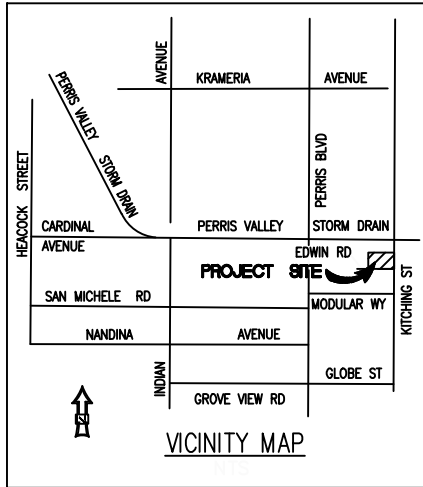 AVENUE
KRAMERIA AVENUE
PERRIS VALLEY STORM DRAIN
HEACOCK STREET
PERRIS BLVD
CARDINAL AVENUE
PERRIS VALLEY STORM DRAIN
EDWIN RD
PROJECT SITE
KITCHING ST
SAN MICHELE RD
MODULAR WY
NANDINA AVENUE
INDIAN
GLOBE ST
GROVE VIEW RD
N
VICINITY MAP
NTS